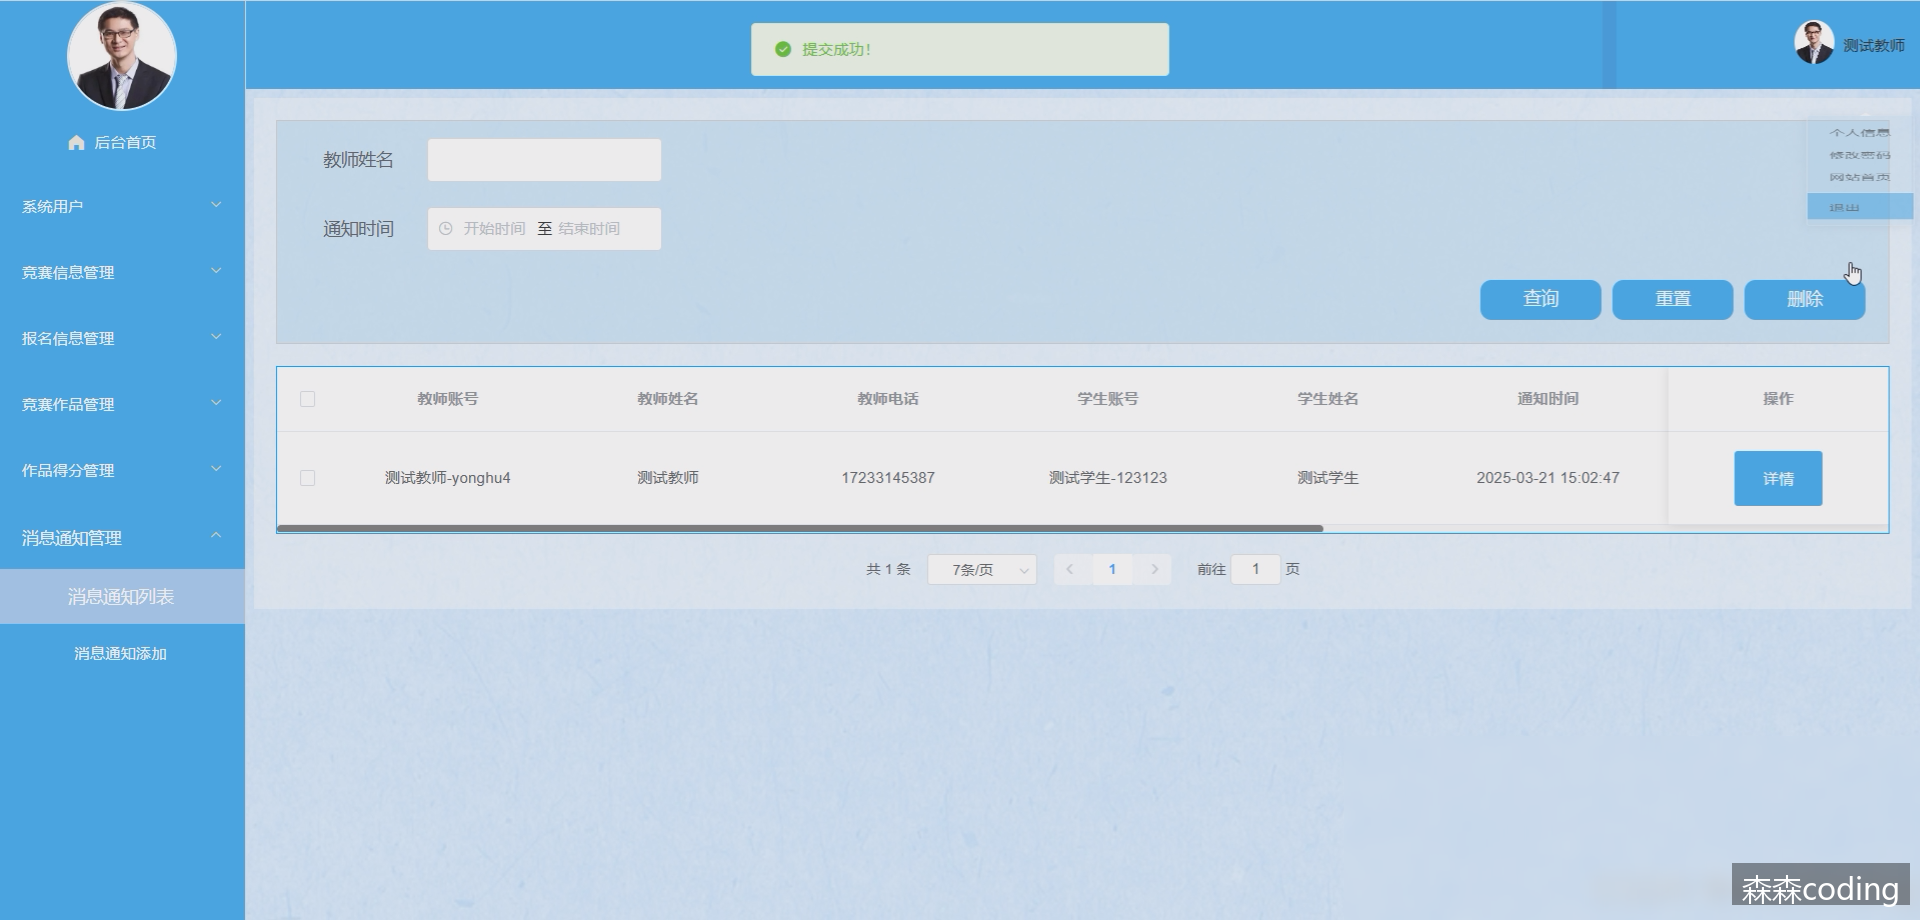 提交成功！
测试教师
后台首页
系统用户
竞赛信息管理
报名信息管理
竞赛作品管理
作品得分管理
消息通知管理
消息通知列表
消息通知添加
个人信息
修改密码
网站首页
退出
教师姓名
通知时间 开始时间 至 结束时间
查询 重置 删除
教师账号 教师姓名 教师电话 学生账号 学生姓名 通知时间 操作
测试教师-yonghu4 测试教师 17233145387 测试学生-123123 测试学生 2025-03-21 15:02:47 详情
共 1 条 7条/页 1 前往 1 页
森森coding